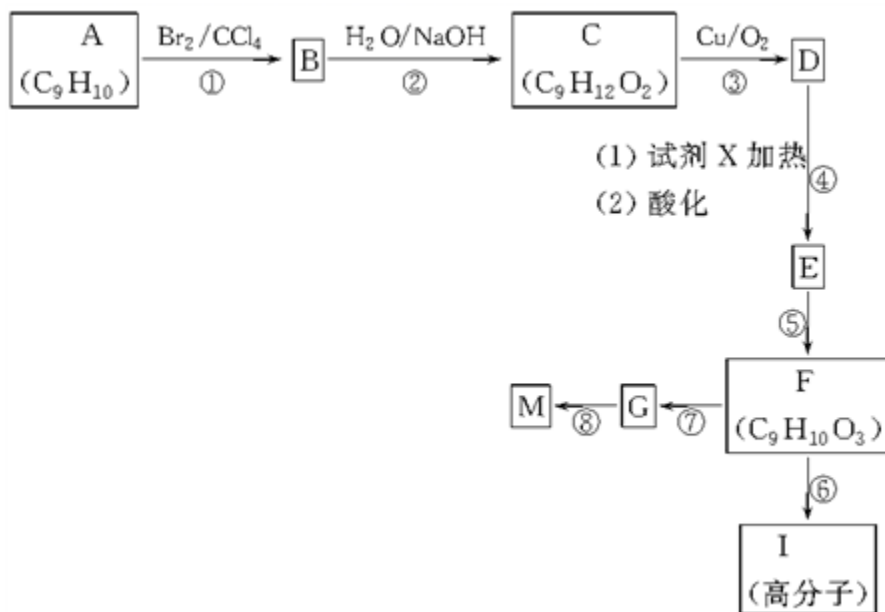 A Br₂/CCl₄ B H₂O/NaOH C Cu/O₂ D
(C₉H₁₀) ① ② (C₉H₁₂O₂) ③
(1) 试剂 X 加热 ④
(2) 酸化
E
⑤
F
M ⑧ G ⑦ (C₉H₁₀O₃)
⑥
I
(高分子)